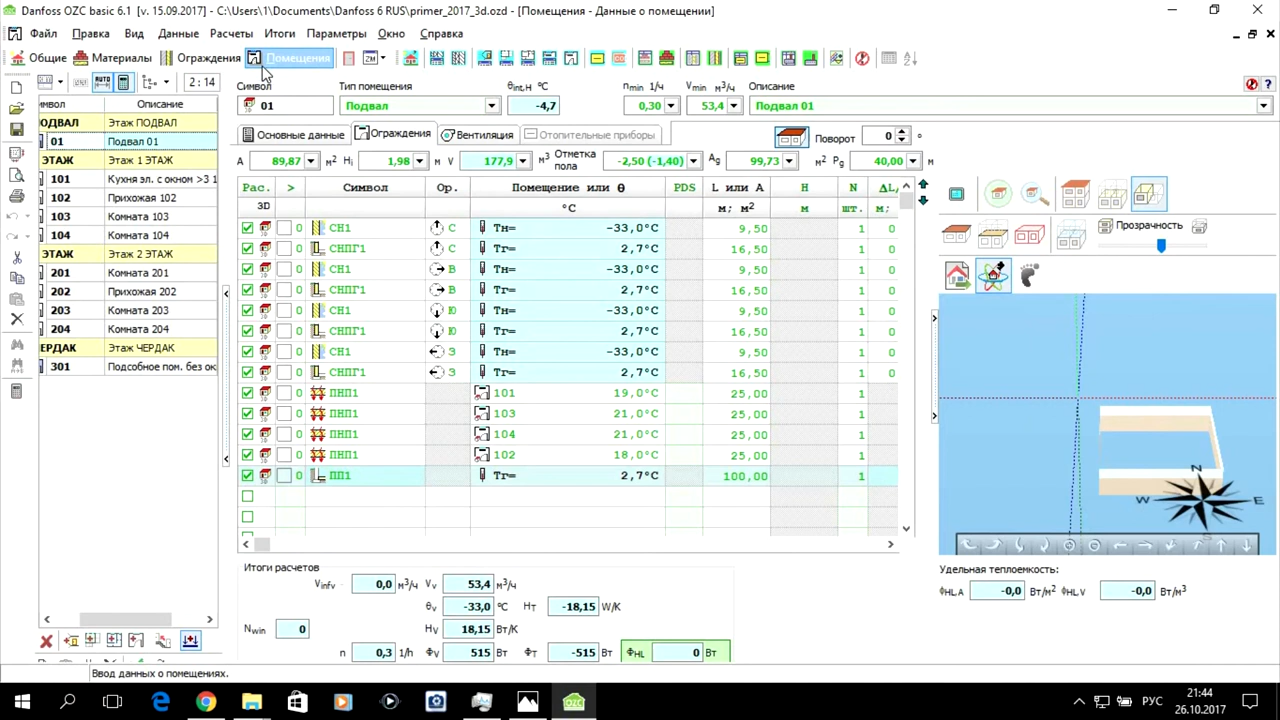 Danfoss OZC basic 6.1 [v. 15.09.2017] - C:\Users\1\Documents\Danfoss 6 RUS\primer_2017_3d.ozd - [Помещения - Данные о помещении]
Файл Правка Вид Данные Расчеты Итоги Параметры Окно Справка
Общие Материалы Ограждения Помещения
AUTO 2:14
Символ Тип помещения θint,H °C nmin 1/ч Vmin м³/ч Описание
01 Подвал -4,7 0,30 53,4 Подвал 01
имвол Описание
ОДВАЛ Этаж ПОДВАЛ
01 Подвал 01
ЭТАЖ Этаж 1 ЭТАЖ
101 Кухня эл. с окном >3 1
102 Прихожая 102
103 Комната 103
104 Комната 104
ЭТАЖ Этаж 2 ЭТАЖ
201 Комната 201
202 Прихожая 202
203 Комната 203
204 Комната 204
ЕРДАК Этаж ЧЕРДАК
301 Подсобное пом. без ок
Основные данные Ограждения Вентиляция Отопительные приборы Поворот 0 °
A 89,87 м² Hi 1,98 м V 177,9 м³ Отметка пола -2,50 (-1,40) Ag 99,73 м² Pg 40,00 м
Рас. > Символ Ор. Помещение или θ PDS L или A H N ΔL,
3D °C м; м² м шт. м;
0 СН1 С Tн= -33,0°C 9,50 1 0
0 СНПГ1 С Tг= 2,7°C 16,50 1 0
0 СН1 В Tн= -33,0°C 9,50 1 0
0 СНПГ1 В Tг= 2,7°C 16,50 1 0
0 СН1 Ю Tн= -33,0°C 9,50 1 0
0 СНПГ1 Ю Tг= 2,7°C 16,50 1 0
0 СН1 З Tн= -33,0°C 9,50 1 0
0 СНПГ1 З Tг= 2,7°C 16,50 1 0
0 ПНП1 101 19,0°C 25,00 1
0 ПНП1 103 21,0°C 25,00 1
0 ПНП1 104 21,0°C 25,00 1
0 ПНП1 102 18,0°C 25,00 1
0 ПП1 Tг= 2,7°C 100,00 1
Прозрачность
N
W E
S
Удельная теплоемкость:
ΦHL,A -0,0 Вт/м² ΦHL,V -0,0 Вт/м³
Итоги расчетов
Vinfv 0,0 м³/ч Vv 53,4 м³/ч
θv -33,0 °C HT -18,15 W/K
Nwin 0 HV 18,15 Вт/K
n 0,3 1/h ΦV 515 Вт ΦT -515 Вт ΦHL 0 Вт
Ввод данных о помещениях.
OZC РУС 21:44
26.10.2017